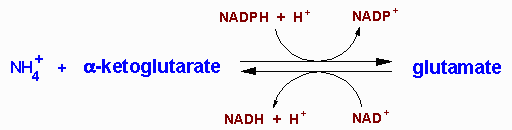 NADPH + H⁺ NADP⁺
NH₄⁺ + α-ketoglutarate glutamate
NADH + H⁺ NAD⁺